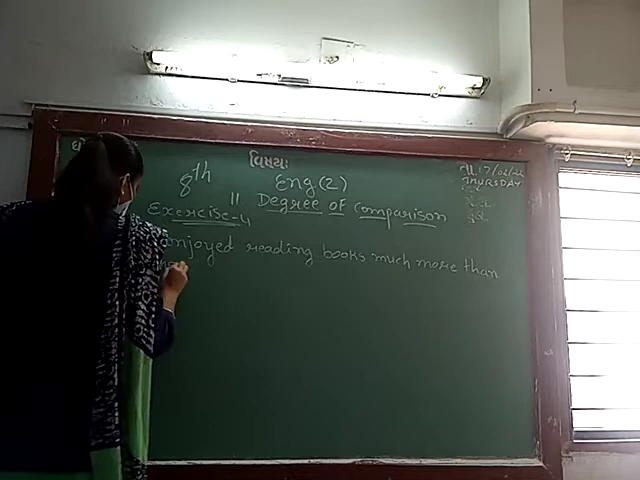 વિષયઃ
તા. 17/02/22
8th
Eng (2)
THURSDAY
" Degree of Comparison
Exercise-4
enjoyed reading books much more than